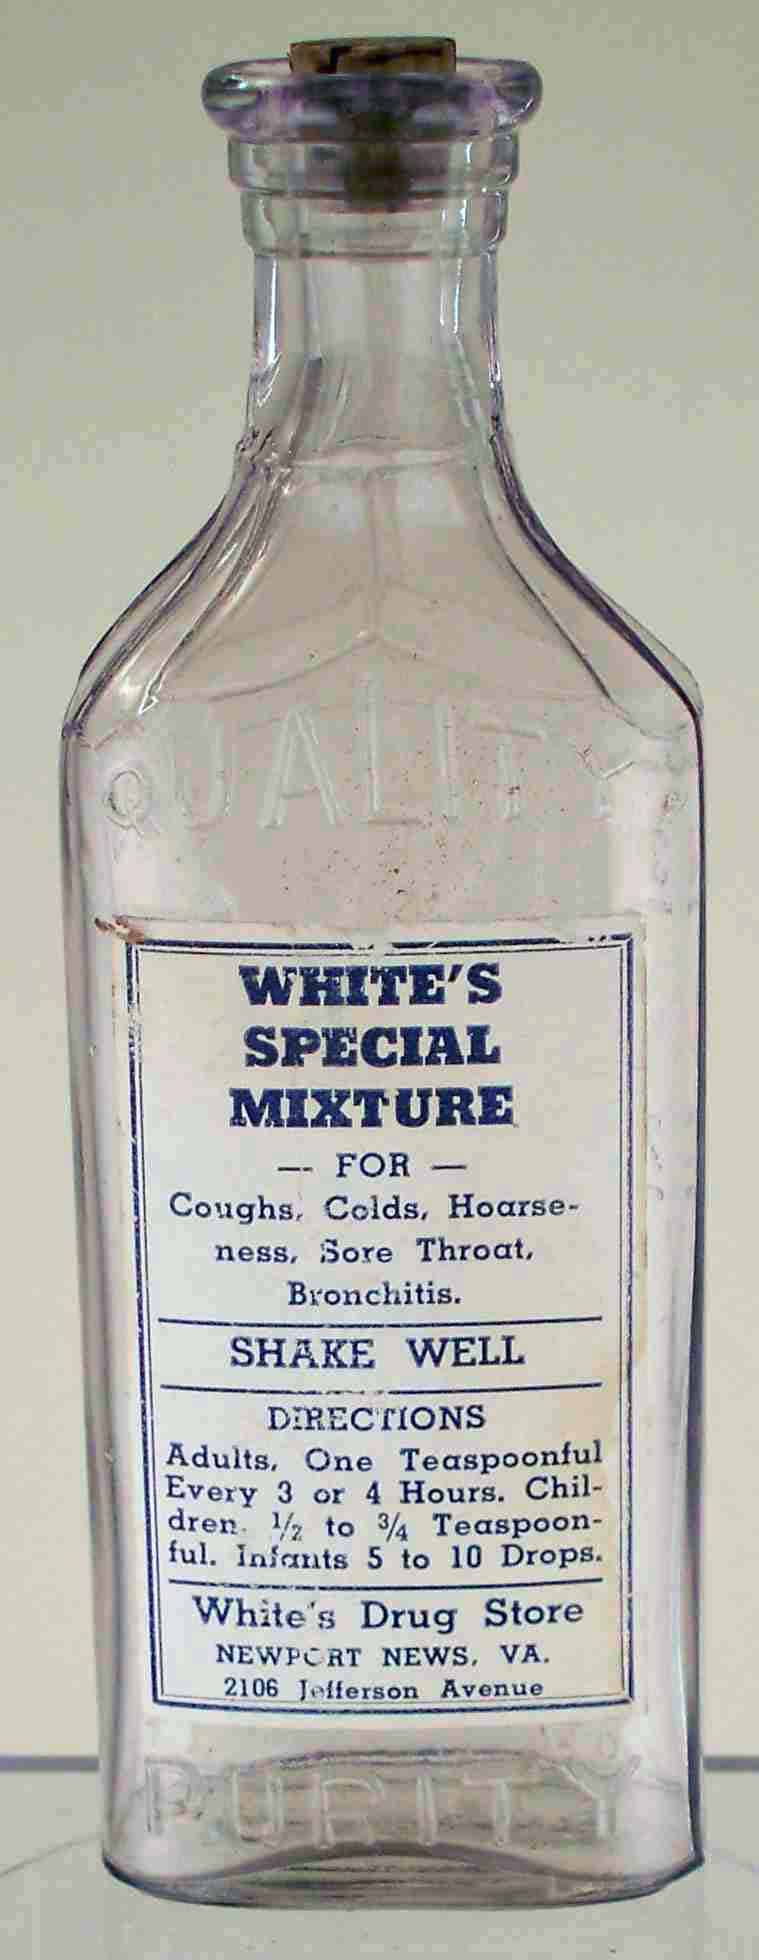 QUALITY
WHITE'S
SPECIAL
MIXTURE
— FOR —
Coughs, Colds, Hoarse-
ness, Sore Throat,
Bronchitis.
SHAKE WELL
DIRECTIONS
Adults, One Teaspoonful
Every 3 or 4 Hours. Chil-
dren ½ to ¾ Teaspoon-
ful. Infants 5 to 10 Drops.
White's Drug Store
NEWPORT NEWS, VA.
2106 Jefferson Avenue
PURITY